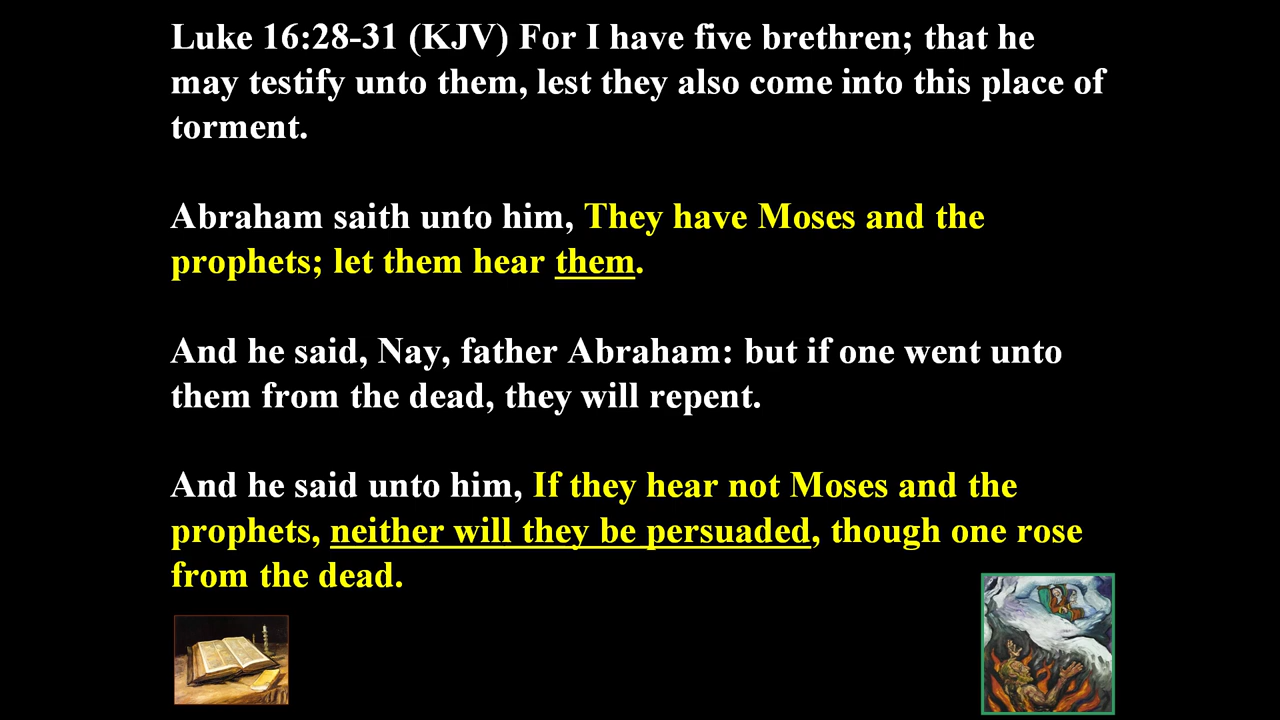 Luke 16:28-31 (KJV) For I have five brethren; that he
may testify unto them, lest they also come into this place of
torment.
Abraham saith unto him, They have Moses and the
prophets; let them hear them.
And he said, Nay, father Abraham: but if one went unto
them from the dead, they will repent.
And he said unto him, If they hear not Moses and the
prophets, neither will they be persuaded, though one rose
from the dead.